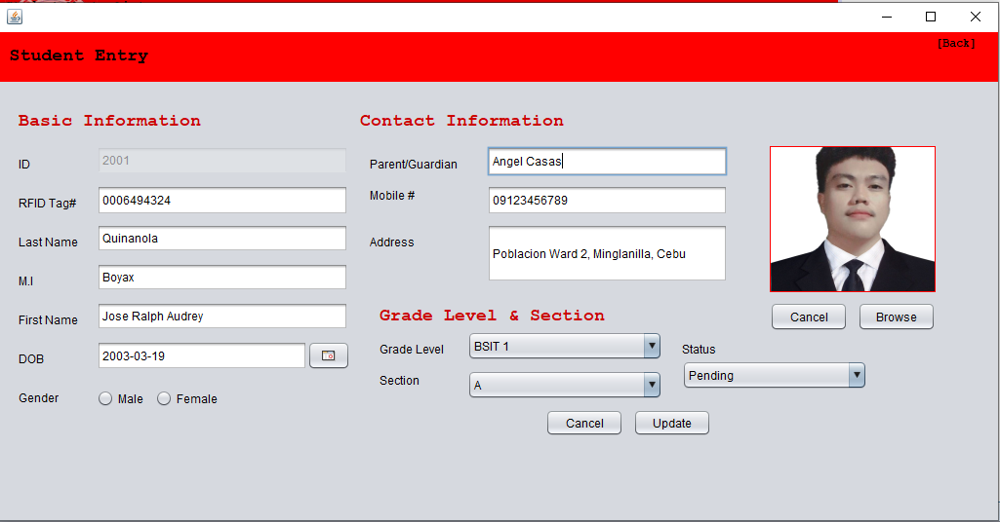 [Back]
Student Entry
Basic Information
ID 2001
RFID Tag# 0006494324
Last Name Quinanola
M.I Boyax
First Name Jose Ralph Audrey
DOB 2003-03-19
Gender Male Female
Contact Information
Parent/Guardian Angel Casas
Mobile # 09123456789
Address Poblacion Ward 2, Minglanilla, Cebu
Cancel Browse
Grade Level & Section
Grade Level BSIT 1
Section A
Status
Pending
Cancel Update